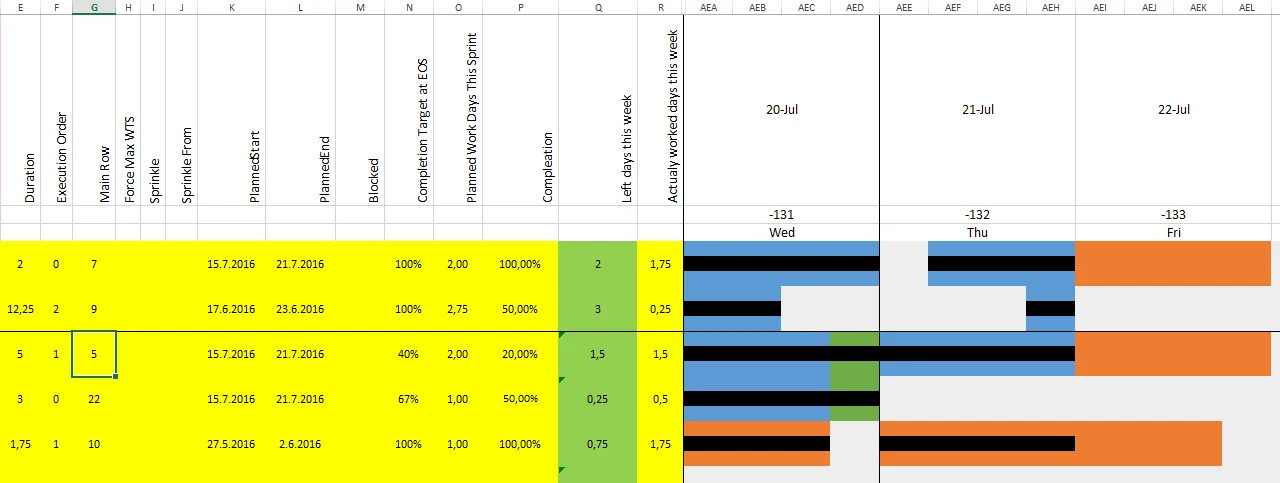 E F G H I J K L M N O P Q R AEA AEB AEC AED AEE AEF AEG AEH AEI AEJ AEK AEL
Duration
Execution Order
Main Row
Force Max WTS
Sprinkle
Sprinkle From
PlannedStart
PlannedEnd
Blocked
Completion Target at EOS
Planned Work Days This Sprint
Compleation
Left days this week
Actualy worked days this week
20-Jul 21-Jul 22-Jul
-131 -132 -133
Wed Thu Fri
2 0 7 15.7.2016 21.7.2016 100% 2,00 100,00% 2 1,75
12,25 2 9 17.6.2016 23.6.2016 100% 2,75 50,00% 3 0,25
5 1 5 15.7.2016 21.7.2016 40% 2,00 20,00% 1,5 1,5
3 0 22 15.7.2016 21.7.2016 67% 1,00 50,00% 0,25 0,5
1,75 1 10 27.5.2016 2.6.2016 100% 1,00 100,00% 0,75 1,75